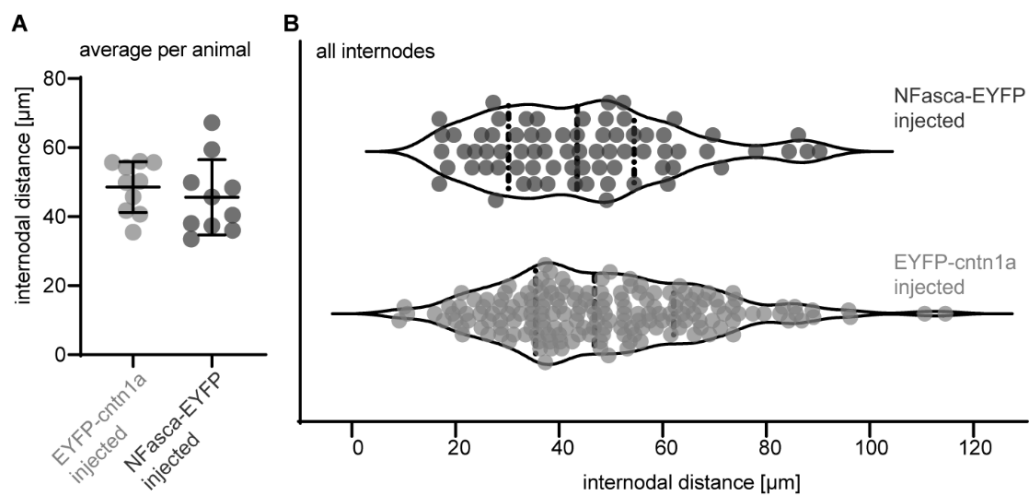 A
average per animal
internodal distance [µm]
80
60
40
20
0
EYFP-cntn1a
injected
NFasca-EYFP
injected
B
all internodes
NFasca-EYFP
injected
EYFP-cntn1a
injected
0 20 40 60 80 100 120
internodal distance [µm]